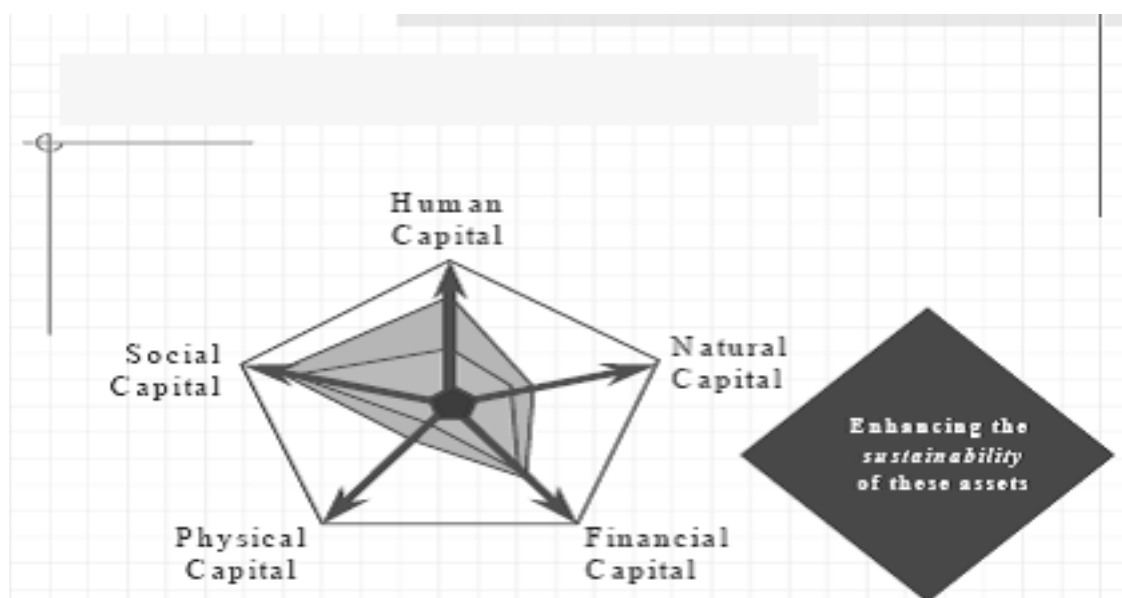 Human
Capital
Social
Capital
Natural
Capital
Physical
Capital
Financial
Capital
Enhancing the
sustainability
of these assets